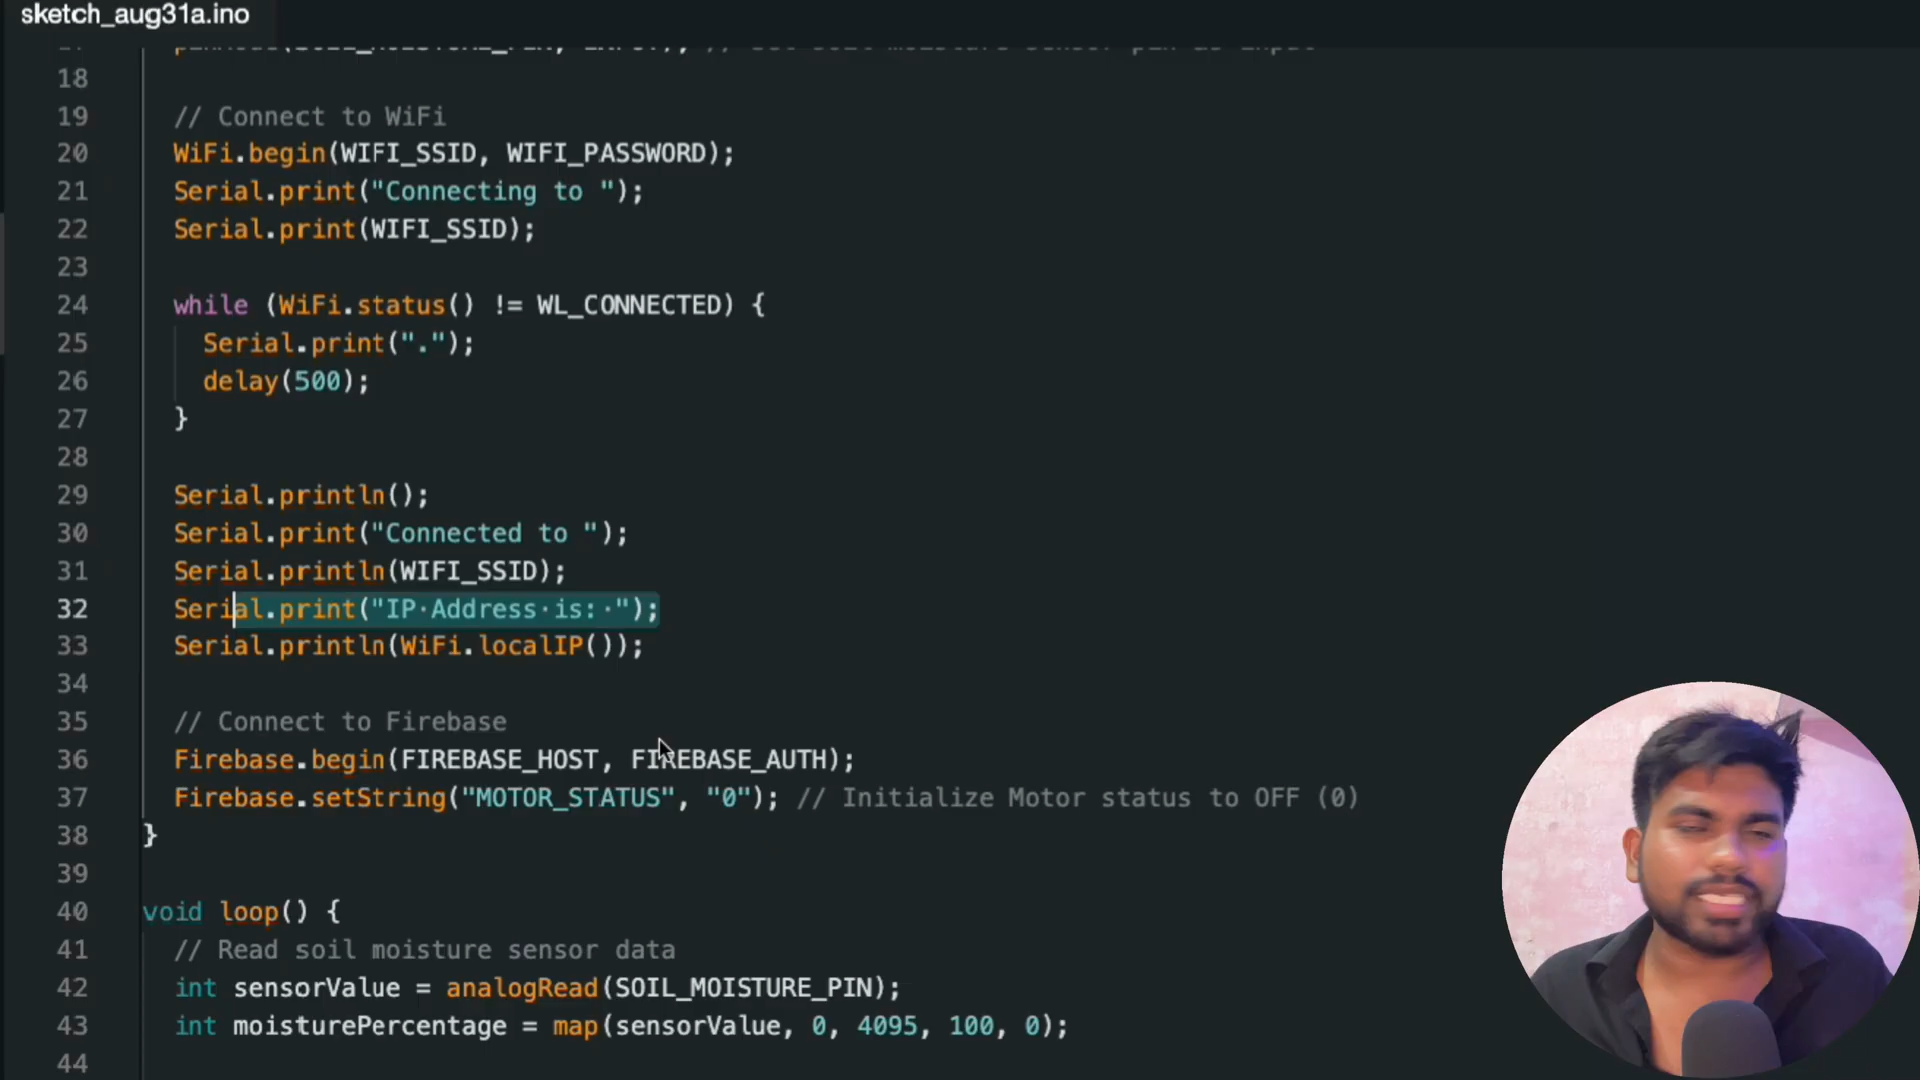 sketch_aug31a.ino
18
19 // Connect to WiFi
20 WiFi.begin(WIFI_SSID, WIFI_PASSWORD);
21 Serial.print("Connecting to ");
22 Serial.print(WIFI_SSID);
23
24 while (WiFi.status() != WL_CONNECTED) {
25 Serial.print(".");
26 delay(500);
27 }
28
29 Serial.println();
30 Serial.print("Connected to ");
31 Serial.println(WIFI_SSID);
32 Serial.print("IP·Address·is:·");
33 Serial.println(WiFi.localIP());
34
35 // Connect to Firebase
36 Firebase.begin(FIREBASE_HOST, FIREBASE_AUTH);
37 Firebase.setString("MOTOR_STATUS", "0"); // Initialize Motor status to OFF (0)
38 }
39
40 void loop() {
41 // Read soil moisture sensor data
42 int sensorValue = analogRead(SOIL_MOISTURE_PIN);
43 int moisturePercentage = map(sensorValue, 0, 4095, 100, 0);
44